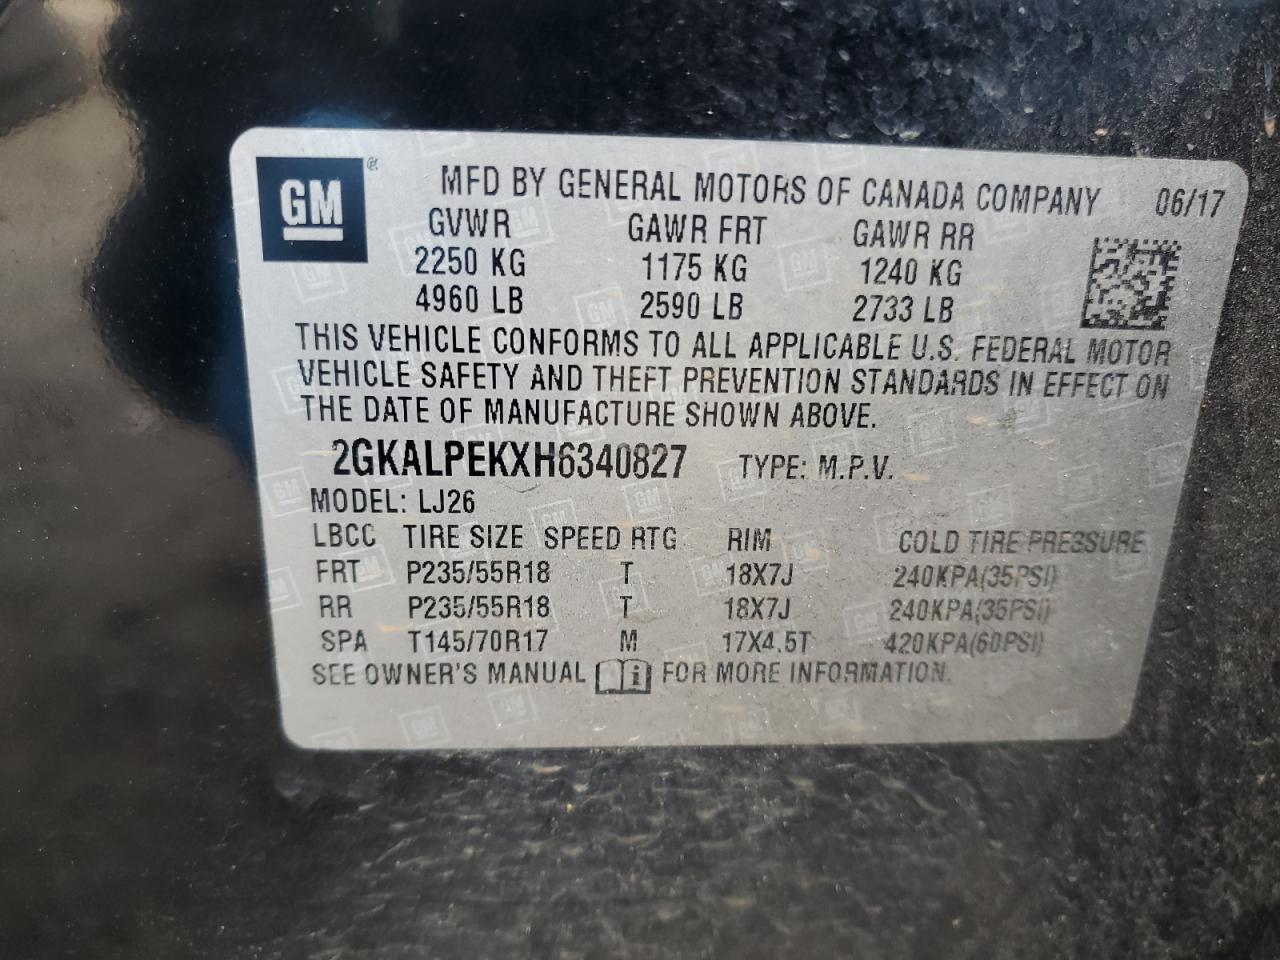 GM ®
MFD BY GENERAL MOTORS OF CANADA COMPANY 06/17
GVWR GAWR FRT GAWR RR
2250 KG 1175 KG 1240 KG
4960 LB 2590 LB 2733 LB
THIS VEHICLE CONFORMS TO ALL APPLICABLE U.S. FEDERAL MOTOR
VEHICLE SAFETY AND THEFT PREVENTION STANDARDS IN EFFECT ON
THE DATE OF MANUFACTURE SHOWN ABOVE.
2GKALPEKXH6340827 TYPE: M.P.V.
MODEL: LJ26
LBCC TIRE SIZE SPEED RTG RIM COLD TIRE PRESSURE
FRT P235/55R18 T 18X7J 240KPA(35PSI)
RR P235/55R18 T 18X7J 240KPA(35PSI)
SPA T145/70R17 M 17X4.5T 420KPA(60PSI)
SEE OWNER'S MANUAL i FOR MORE INFORMATION.